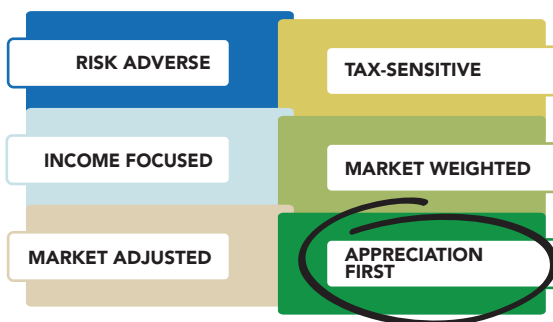 RISK ADVERSE
TAX-SENSITIVE
INCOME FOCUSED
MARKET WEIGHTED
MARKET ADJUSTED
APPRECIATION
FIRST